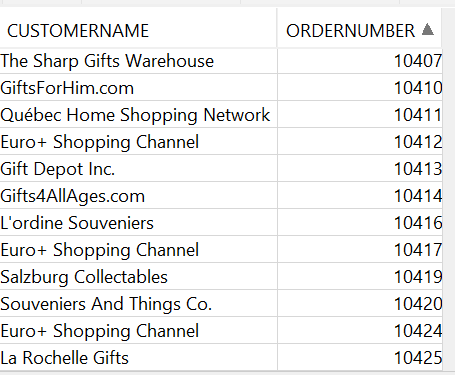 CUSTOMERNAME ORDERNUMBER
The Sharp Gifts Warehouse 10407
GiftsForHim.com 10410
Québec Home Shopping Network 10411
Euro+ Shopping Channel 10412
Gift Depot Inc. 10413
Gifts4AllAges.com 10414
L'ordine Souveniers 10416
Euro+ Shopping Channel 10417
Salzburg Collectables 10419
Souveniers And Things Co. 10420
Euro+ Shopping Channel 10424
La Rochelle Gifts 10425